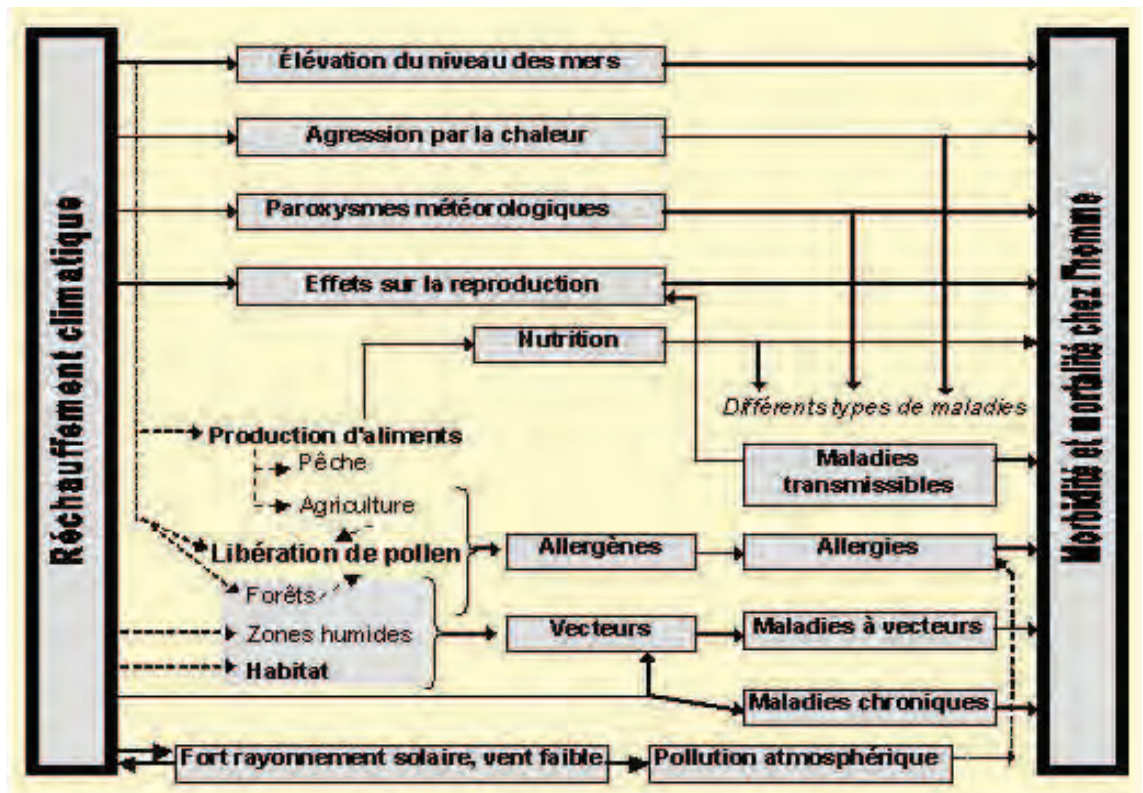 Réchauffement climatique
Élévation du niveau des mers
Agression par la chaleur
Paroxysmes météorologiques
Effets sur la reproduction
Nutrition
Différents types de maladies
Production d'aliments
Pêche
Agriculture
Maladies
transmissibles
Libération de pollen
Allergènes
Allergies
Forêts
Zones humides
Habitat
Vecteurs
Maladies à vecteurs
Maladies chroniques
Fort rayonnement solaire, vent faible
Pollution atmosphérique
Morbidité et mortalité chez l'homme